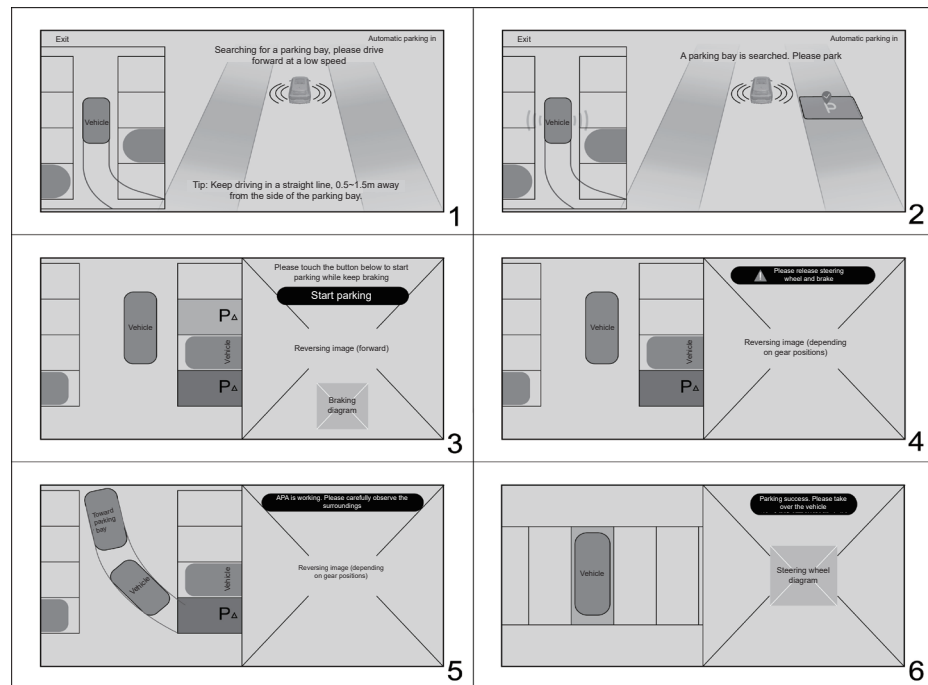 Exit
Automatic parking in
Searching for a parking bay, please drive
forward at a low speed
Vehicle
Tip: Keep driving in a straight line, 0.5~1.5m away
from the side of the parking bay.
1
Exit
Automatic parking in
A parking bay is searched. Please park
Vehicle
P
2
Please touch the button below to start
parking while keep braking
Start parking
Vehicle
P
Vehicle
P
Reversing image (forward)
Braking
diagram
3
Please release steering
wheel and brake
Vehicle
Vehicle
P
Reversing image (depending
on gear positions)
4
APA is working. Please carefully observe the
surroundings
Toward
parking
bay
Vehicle
Vehicle
P
Reversing image (depending
on gear positions)
5
Parking success. Please take
over the vehicle
Vehicle
Steering wheel
diagram
6